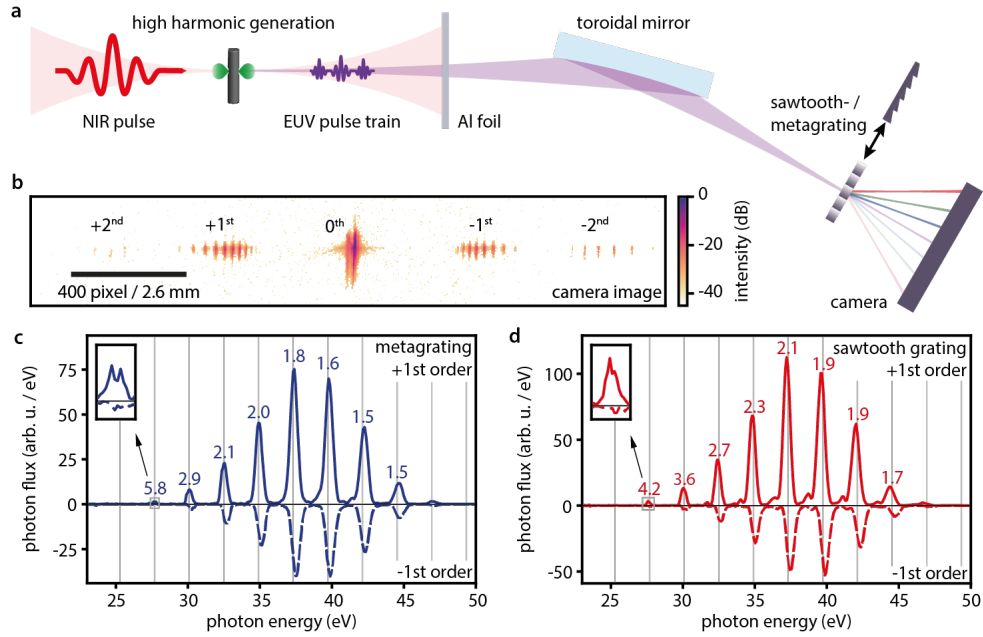 a
high harmonic generation
toroidal mirror
NIR pulse
EUV pulse train
Al foil
sawtooth- /
metagrating
camera
b
+2nd
+1st
0th
-1st
-2nd
400 pixel / 2.6 mm
camera image
0
-20
-40
intensity (dB)
c
metagrating
+1st order
-1st order
5.8
2.9
2.1
2.0
1.8
1.6
1.5
1.5
75
50
25
0
-25
photon flux (arb. u. / eV)
25 30 35 40 45 50
photon energy (eV)
d
sawtooth grating
+1st order
-1st order
4.2
3.6
2.7
2.3
2.1
1.9
1.9
1.7
100
50
0
-50
photon flux (arb. u. / eV)
25 30 35 40 45 50
photon energy (eV)